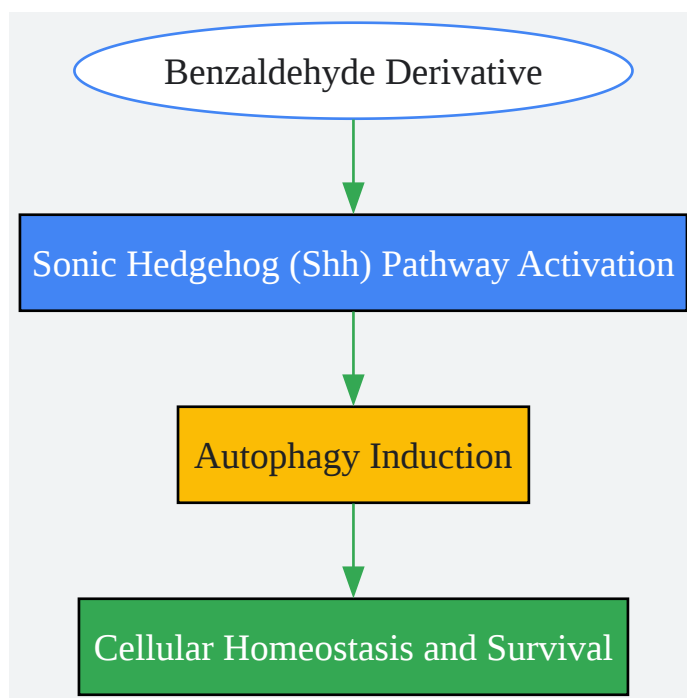 Benzaldehyde Derivative
Sonic Hedgehog (Shh) Pathway Activation
Autophagy Induction
Cellular Homeostasis and Survival